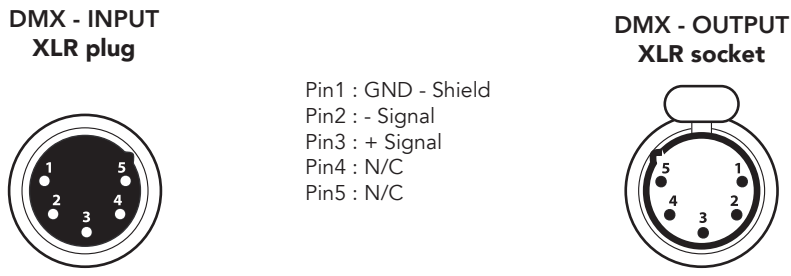 DMX - INPUT
XLR plug
DMX - OUTPUT
XLR socket
Pin1 : GND - Shield
Pin2 : - Signal
Pin3 : + Signal
Pin4 : N/C
Pin5 : N/C
1 5
2 4
3
5 1
4 2
3